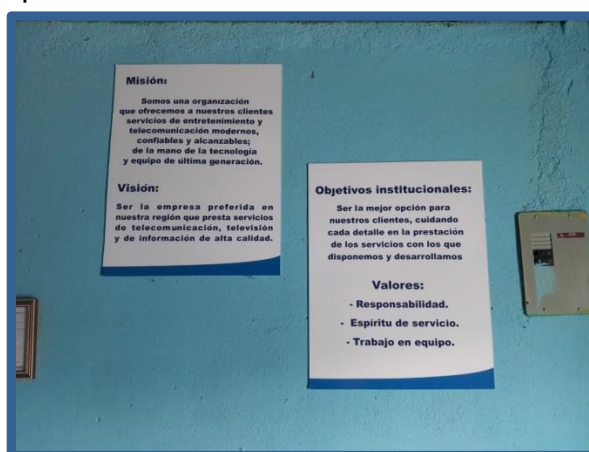 Misión:
Somos una organización
que ofrecemos a nuestros clientes
servicios de entretenimiento y
telecomunicación modernos,
confiables y alcanzables;
de la mano de la tecnología
y equipo de última generación.
Visión:
Ser la empresa preferida en
nuestra región que presta servicios
de telecomunicación, televisión
y de información de alta calidad.
Objetivos institucionales:
Ser la mejor opción para
nuestros clientes, cuidando
cada detalle en la prestación
de los servicios con los que
disponemos y desarrollamos
Valores:
- Responsabilidad.
- Espíritu de servicio.
- Trabajo en equipo.